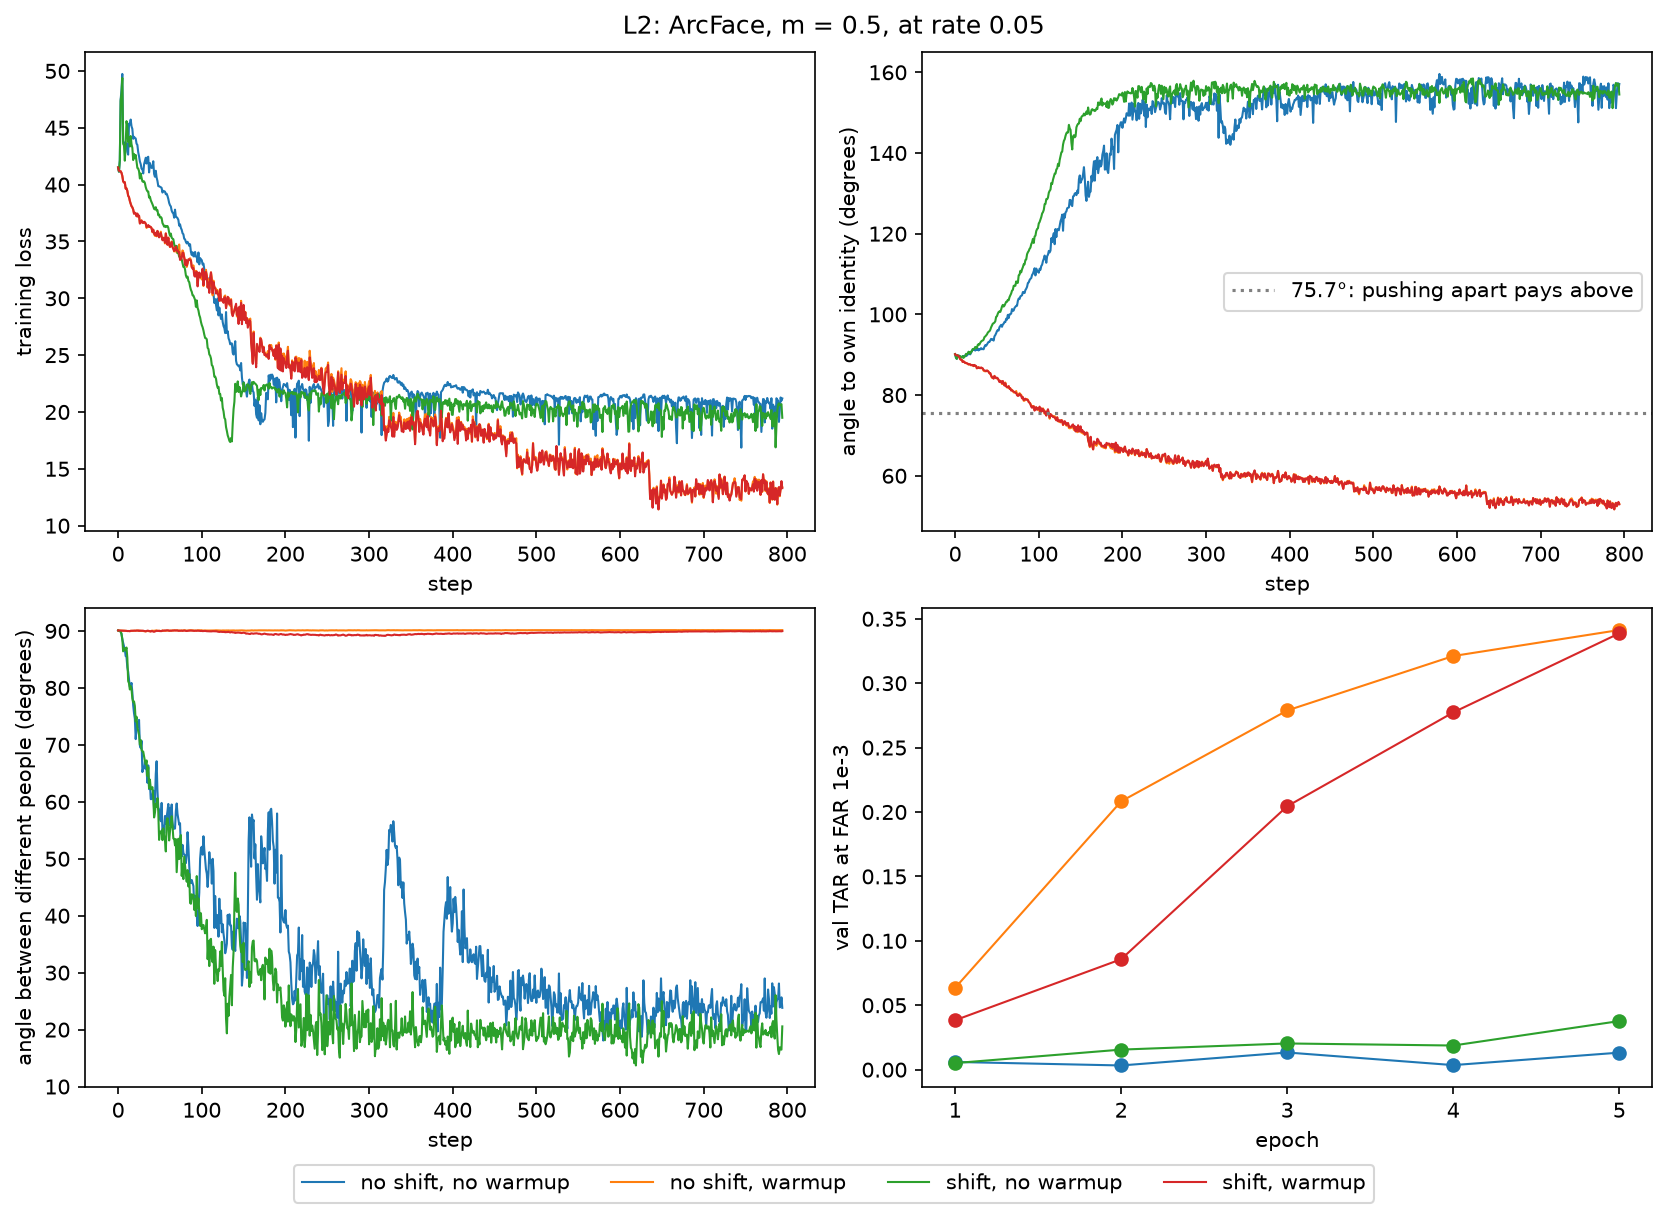 L2: ArcFace, m = 0.5, at rate 0.05
training loss
50
45
40
35
30
25
20
15
10
0 100 200 300 400 500 600 700 800
step
angle to own identity (degrees)
160
140
120
100
80
60
75.7°: pushing apart pays above
0 100 200 300 400 500 600 700 800
step
angle between different people (degrees)
90
80
70
60
50
40
30
20
10
0 100 200 300 400 500 600 700 800
step
val TAR at FAR 1e-3
0.35
0.30
0.25
0.20
0.15
0.10
0.05
0.00
1 2 3 4 5
epoch
no shift, no warmup no shift, warmup shift, no warmup shift, warmup